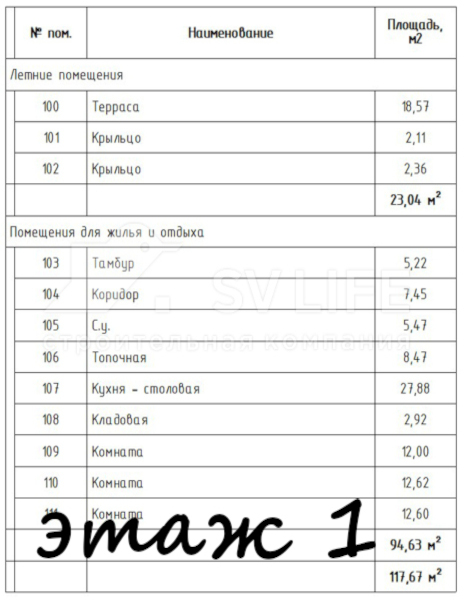 № пом. Наименование Площадь, м2
Летние помещения
100 Терраса 18,57
101 Крыльцо 2,11
102 Крыльцо 2,36
23,04 м²
Помещения для жилья и отдыха
103 Тамбур 5,22
104 Коридор 7,45
SV LIFE
105 С.у. 5,47
строительная компания
106 Топочная 8,47
107 Кухня - столовая 27,88
108 Кладовая 2,92
109 Комната 12,00
110 Комната 12,62
111 Комната 12,60
этаж 1
94,63 м²
117,67 м²